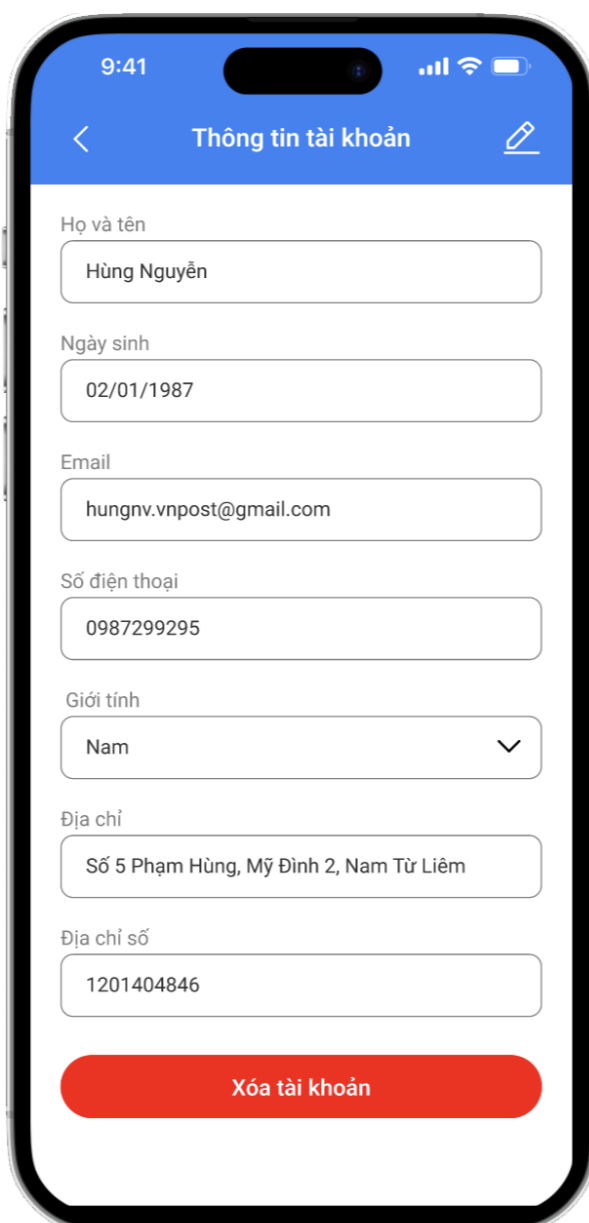 9:41
Thông tin tài khoản
Họ và tên
Hùng Nguyễn
Ngày sinh
02/01/1987
Email
hungnv.vnpost@gmail.com
Số điện thoại
0987299295
Giới tính
Nam
Địa chỉ
Số 5 Phạm Hùng, Mỹ Đình 2, Nam Từ Liêm
Địa chỉ số
1201404846
Xóa tài khoản